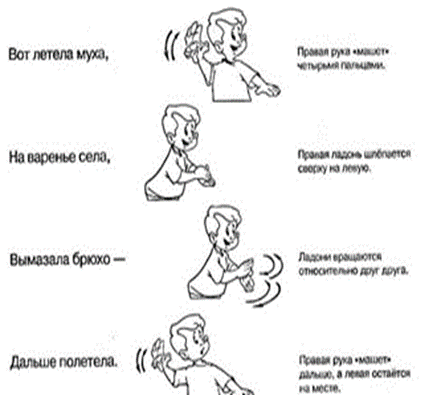 Вот летела муха,
Правая рука «машет»
четырьмя пальцами.
На варенье села,
Правая ладонь шлёпается
сверху на левую.
Вымазала брюхо —
Ладони вращаются
относительно друг друга.
Дальше полетела.
Правая рука «машет»
дальше, а левая остаётся
на месте.